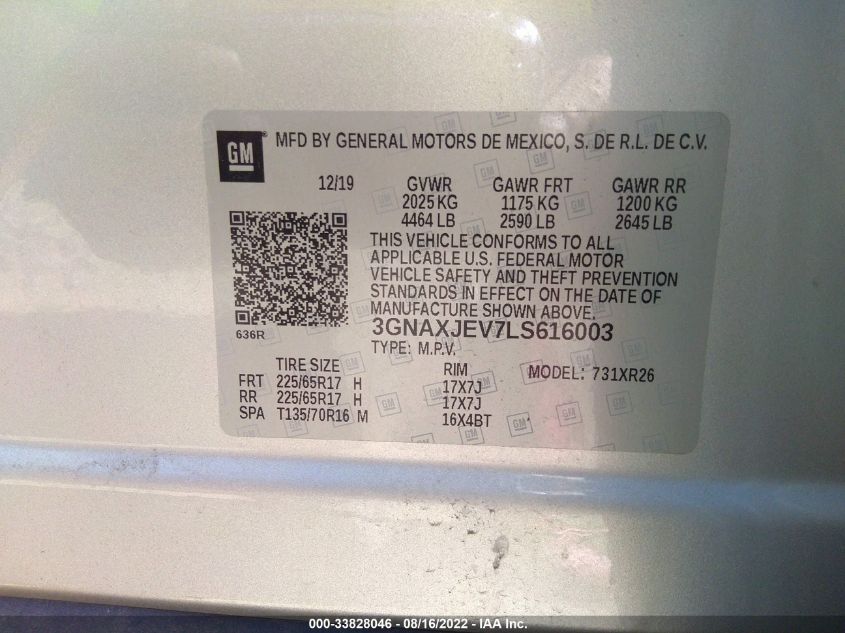 GM ® MFD BY GENERAL MOTORS DE MEXICO, S. DE R.L. DE C.V.
12/19 GVWR GAWR FRT GAWR RR
2025 KG 1175 KG 1200 KG
4464 LB 2590 LB 2645 LB
THIS VEHICLE CONFORMS TO ALL
APPLICABLE U.S. FEDERAL MOTOR
VEHICLE SAFETY AND THEFT PREVENTION
STANDARDS IN EFFECT ON THE DATE OF
MANUFACTURE SHOWN ABOVE.
636R 3GNAXJEV7LS616003
TYPE: M.P.V.
TIRE SIZE RIM MODEL: 731XR26
FRT 225/65R17 H 17X7J
RR 225/65R17 H 17X7J
SPA T135/70R16 M 16X4BT
000-33828046 - 08/16/2022 - IAA Inc.